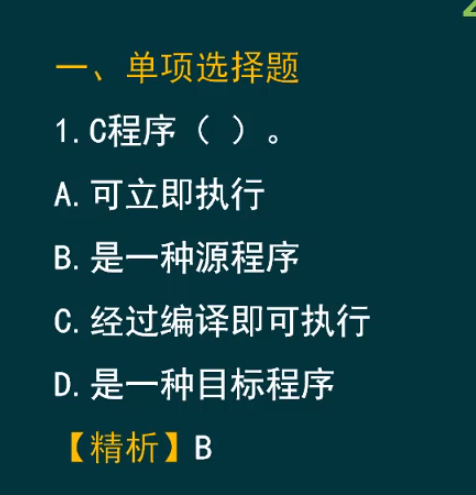 一、单项选择题
1.C程序（ ）。
A.可立即执行
B.是一种源程序
C.经过编译即可执行
D.是一种目标程序
【精析】B